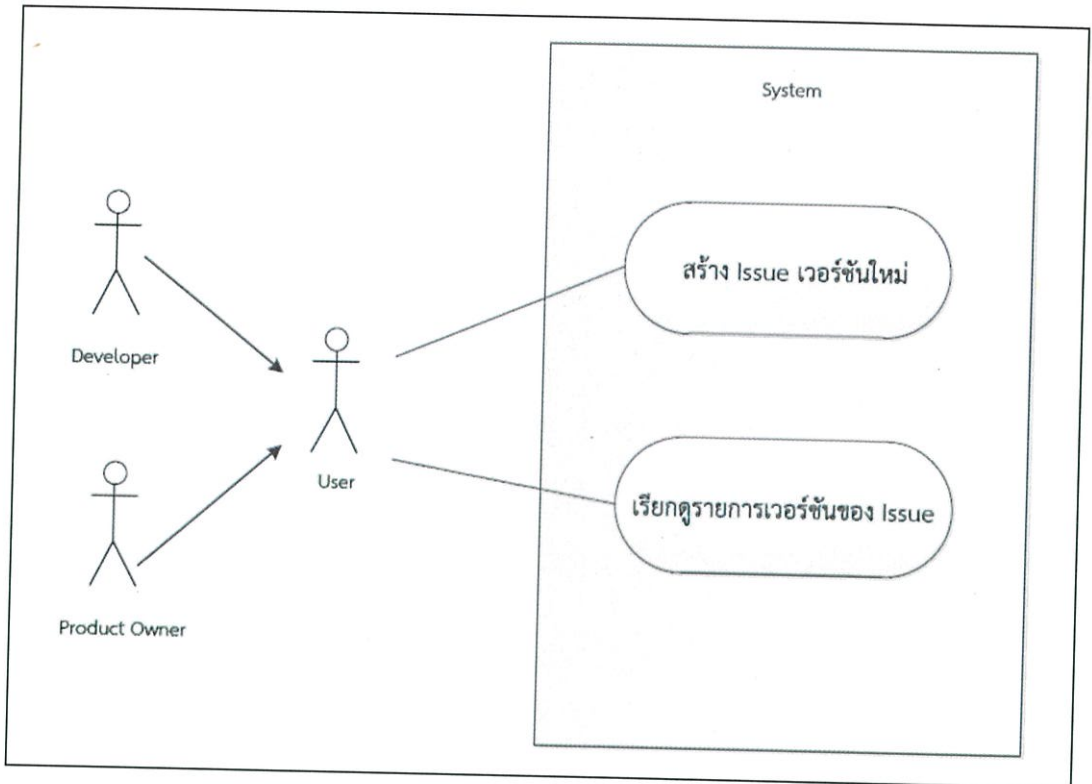 System
สร้าง Issue เวอร์ชันใหม่
Developer
User
เรียกดูรายการเวอร์ชันของ Issue
Product Owner